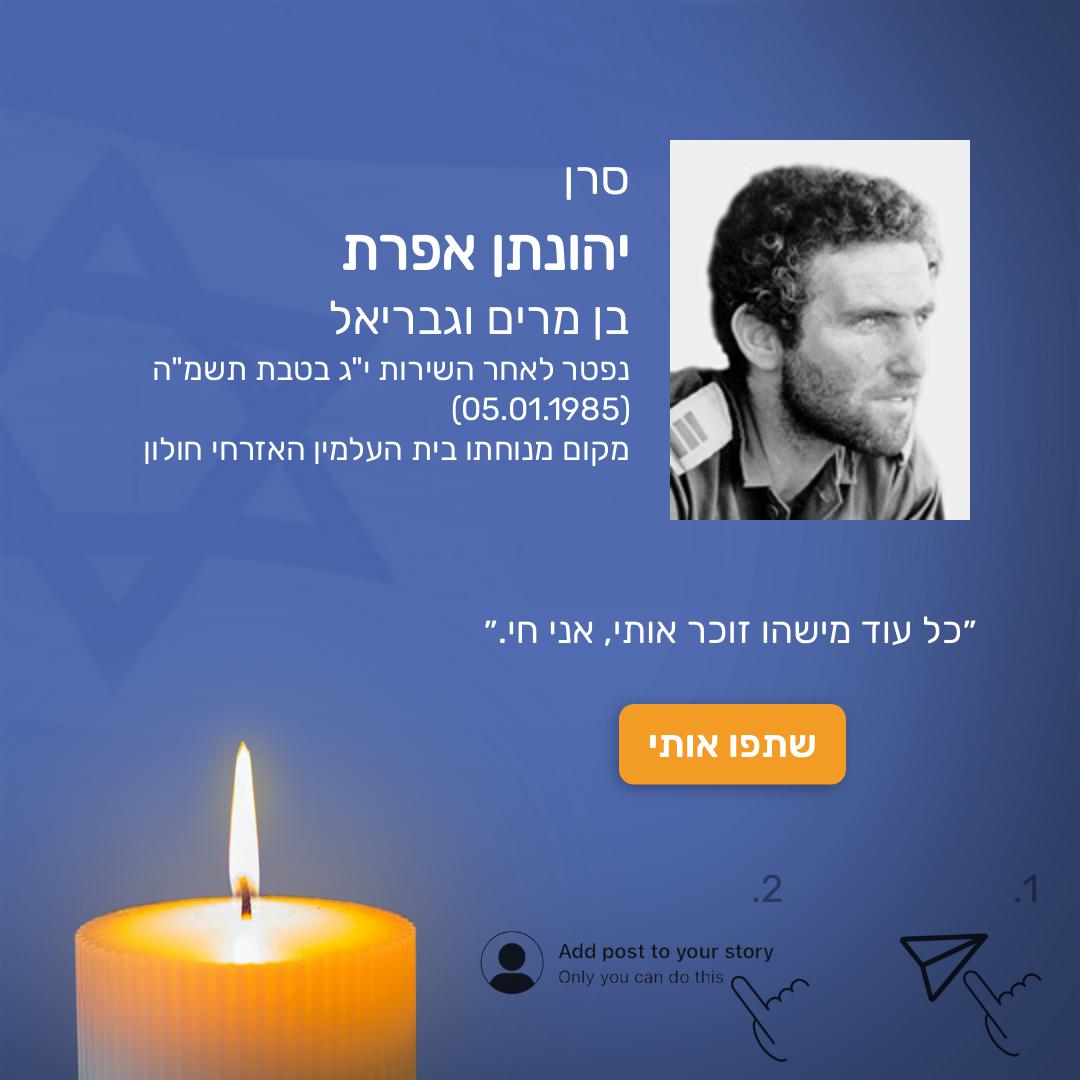 סרן
יהונתן אפרת
בן מרים וגבריאל
נפטר לאחר השירות י"ג בטבת תשמ"ה
(05.01.1985)
מקום מנוחתו בית העלמין האזרחי חולון
״כל עוד מישהו זוכר אותי, אני חי.״
שתפו אותי
.1
.2
Add post to your story
Only you can do this